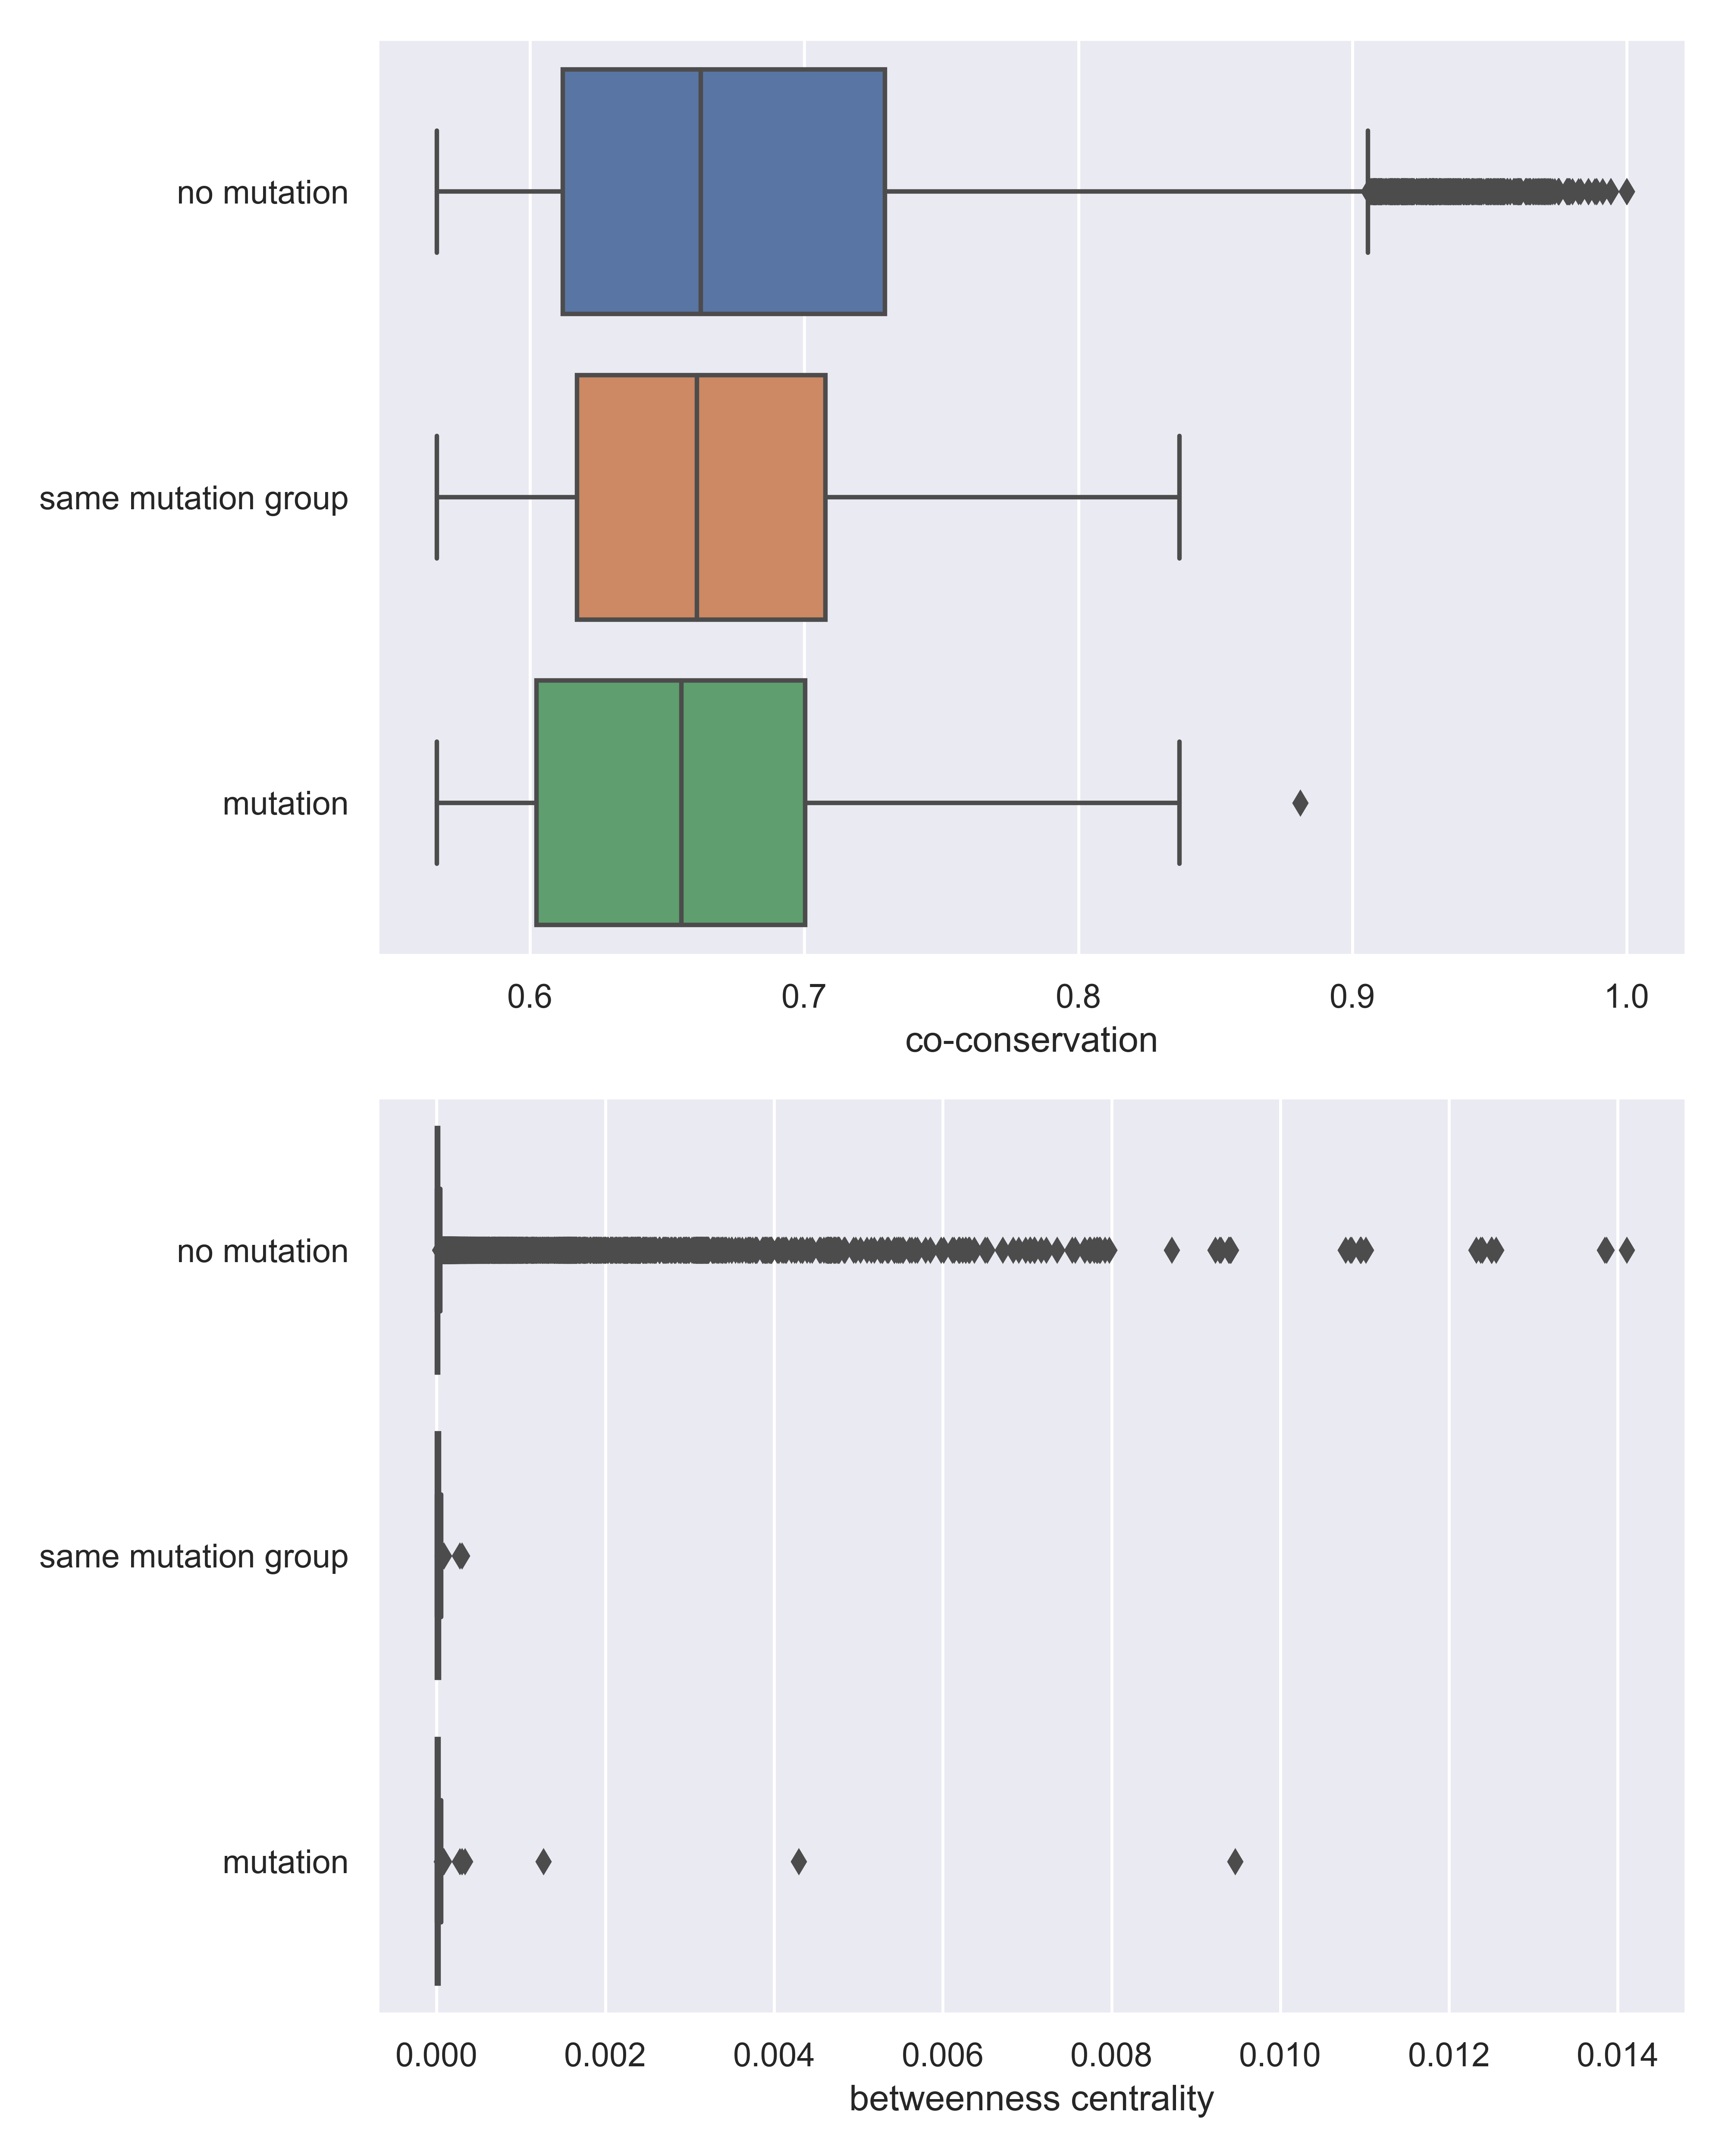 no mutation
same mutation group
mutation
0.6 0.7 0.8 0.9 1.0
co-conservation
no mutation
same mutation group
mutation
0.000 0.002 0.004 0.006 0.008 0.010 0.012 0.014
betweenness centrality